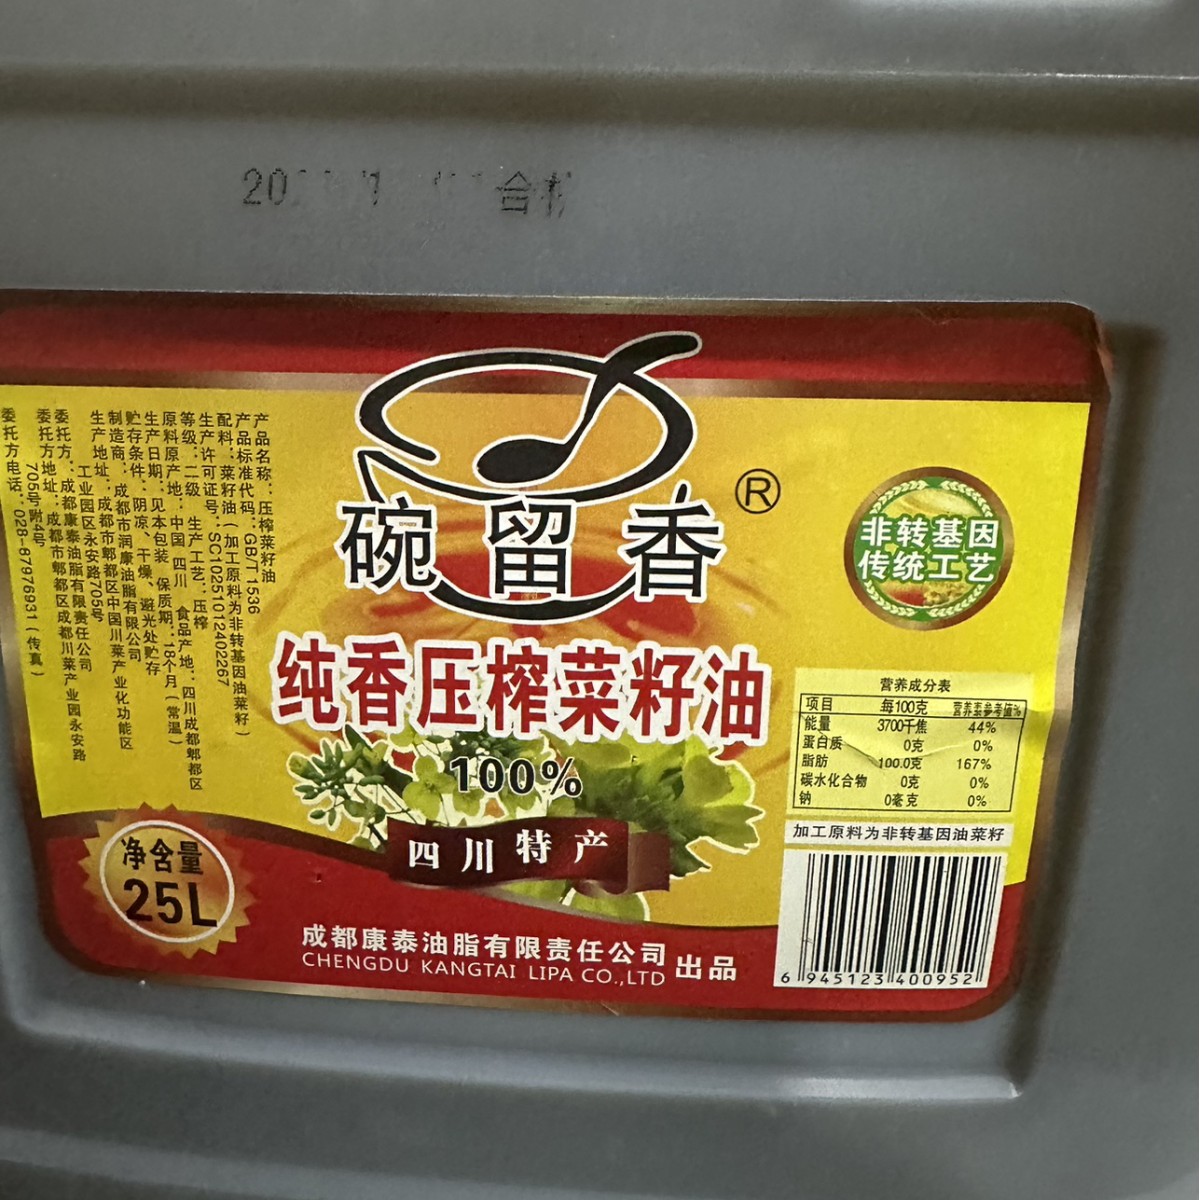 合格
碗留香®
纯香压榨菜籽油
100%
四川特产
非转基因
传统工艺
产品名称：压榨菜籽油
产品标准代码：GB/T 1536
配料：菜籽油（加工原料为非转基因油菜籽）
生产许可证号：SC10251012402267
等级：二级 生产工艺：压榨
原料原产地：中国 四川 食品产地：四川成都郫都区
生产日期：见本包装 保质期：18个月（常温）
贮存条件：阴凉、干燥、避光处贮存
制造商：成都市润康油脂有限公司
生产地址：成都市郫都区中国川菜产业化功能区
工业园区永安路705号
委托方：成都康泰油脂有限责任公司
委托方地址：成都市郫都区成都川菜产业园永安路
705号附4号
委托方电话：028-87976931（传真）
净含量
25L
成都康泰油脂有限责任公司 出品
CHENGDU KANGTAI LIPA CO.,LTD
营养成分表
项目 每100克 营养素参考值%
能量 3700千焦 44%
蛋白质 0克 0%
脂肪 100.0克 167%
碳水化合物 0克 0%
钠 0毫克 0%
加工原料为非转基因油菜籽
6 945123 400952